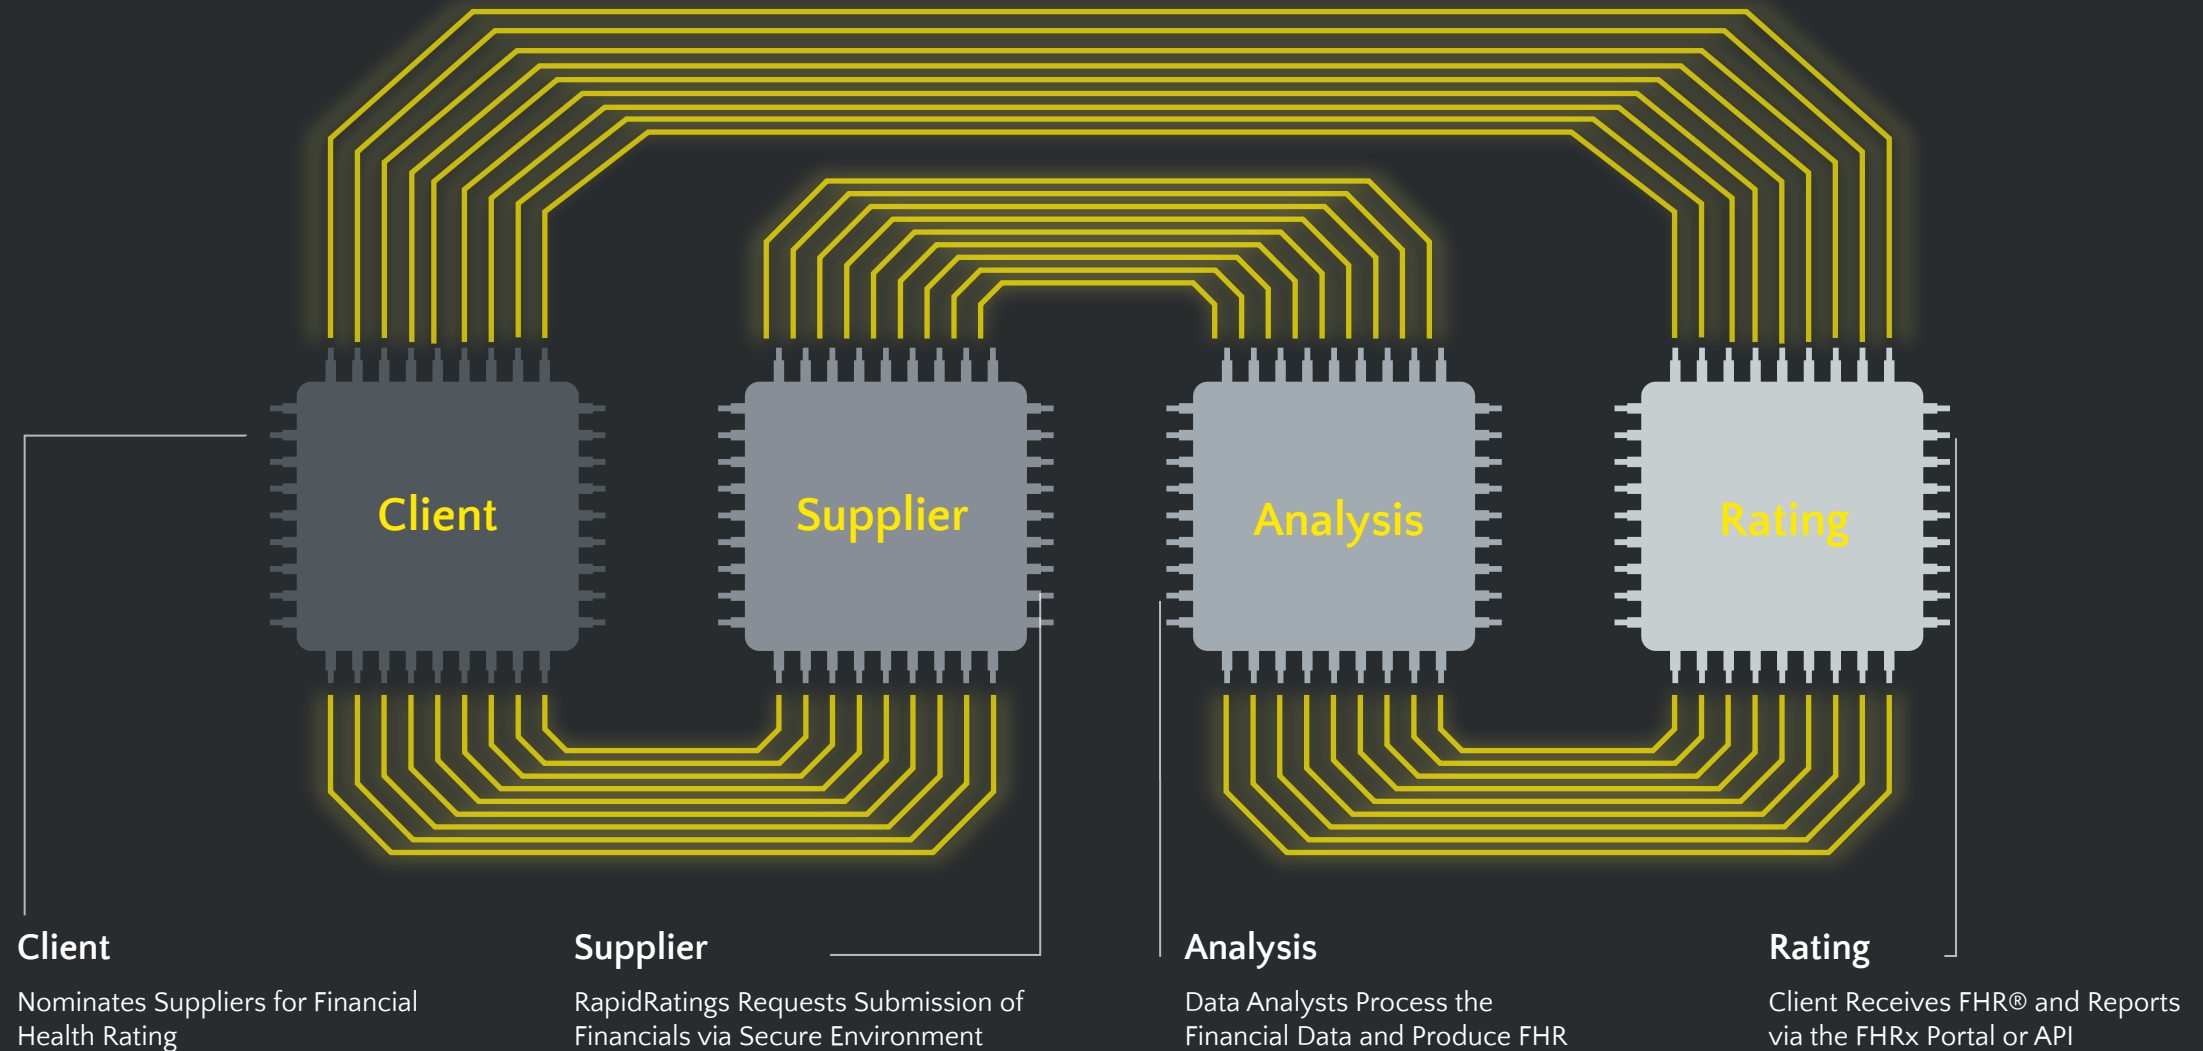 Client
Supplier
Analysis
Rating
Client
Nominates Suppliers for Financial
Health Rating
Supplier
RapidRatings Requests Submission of
Financials via Secure Environment
Analysis
Data Analysts Process the
Financial Data and Produce FHR
Rating
Client Receives FHR® and Reports
via the FHRx Portal or API